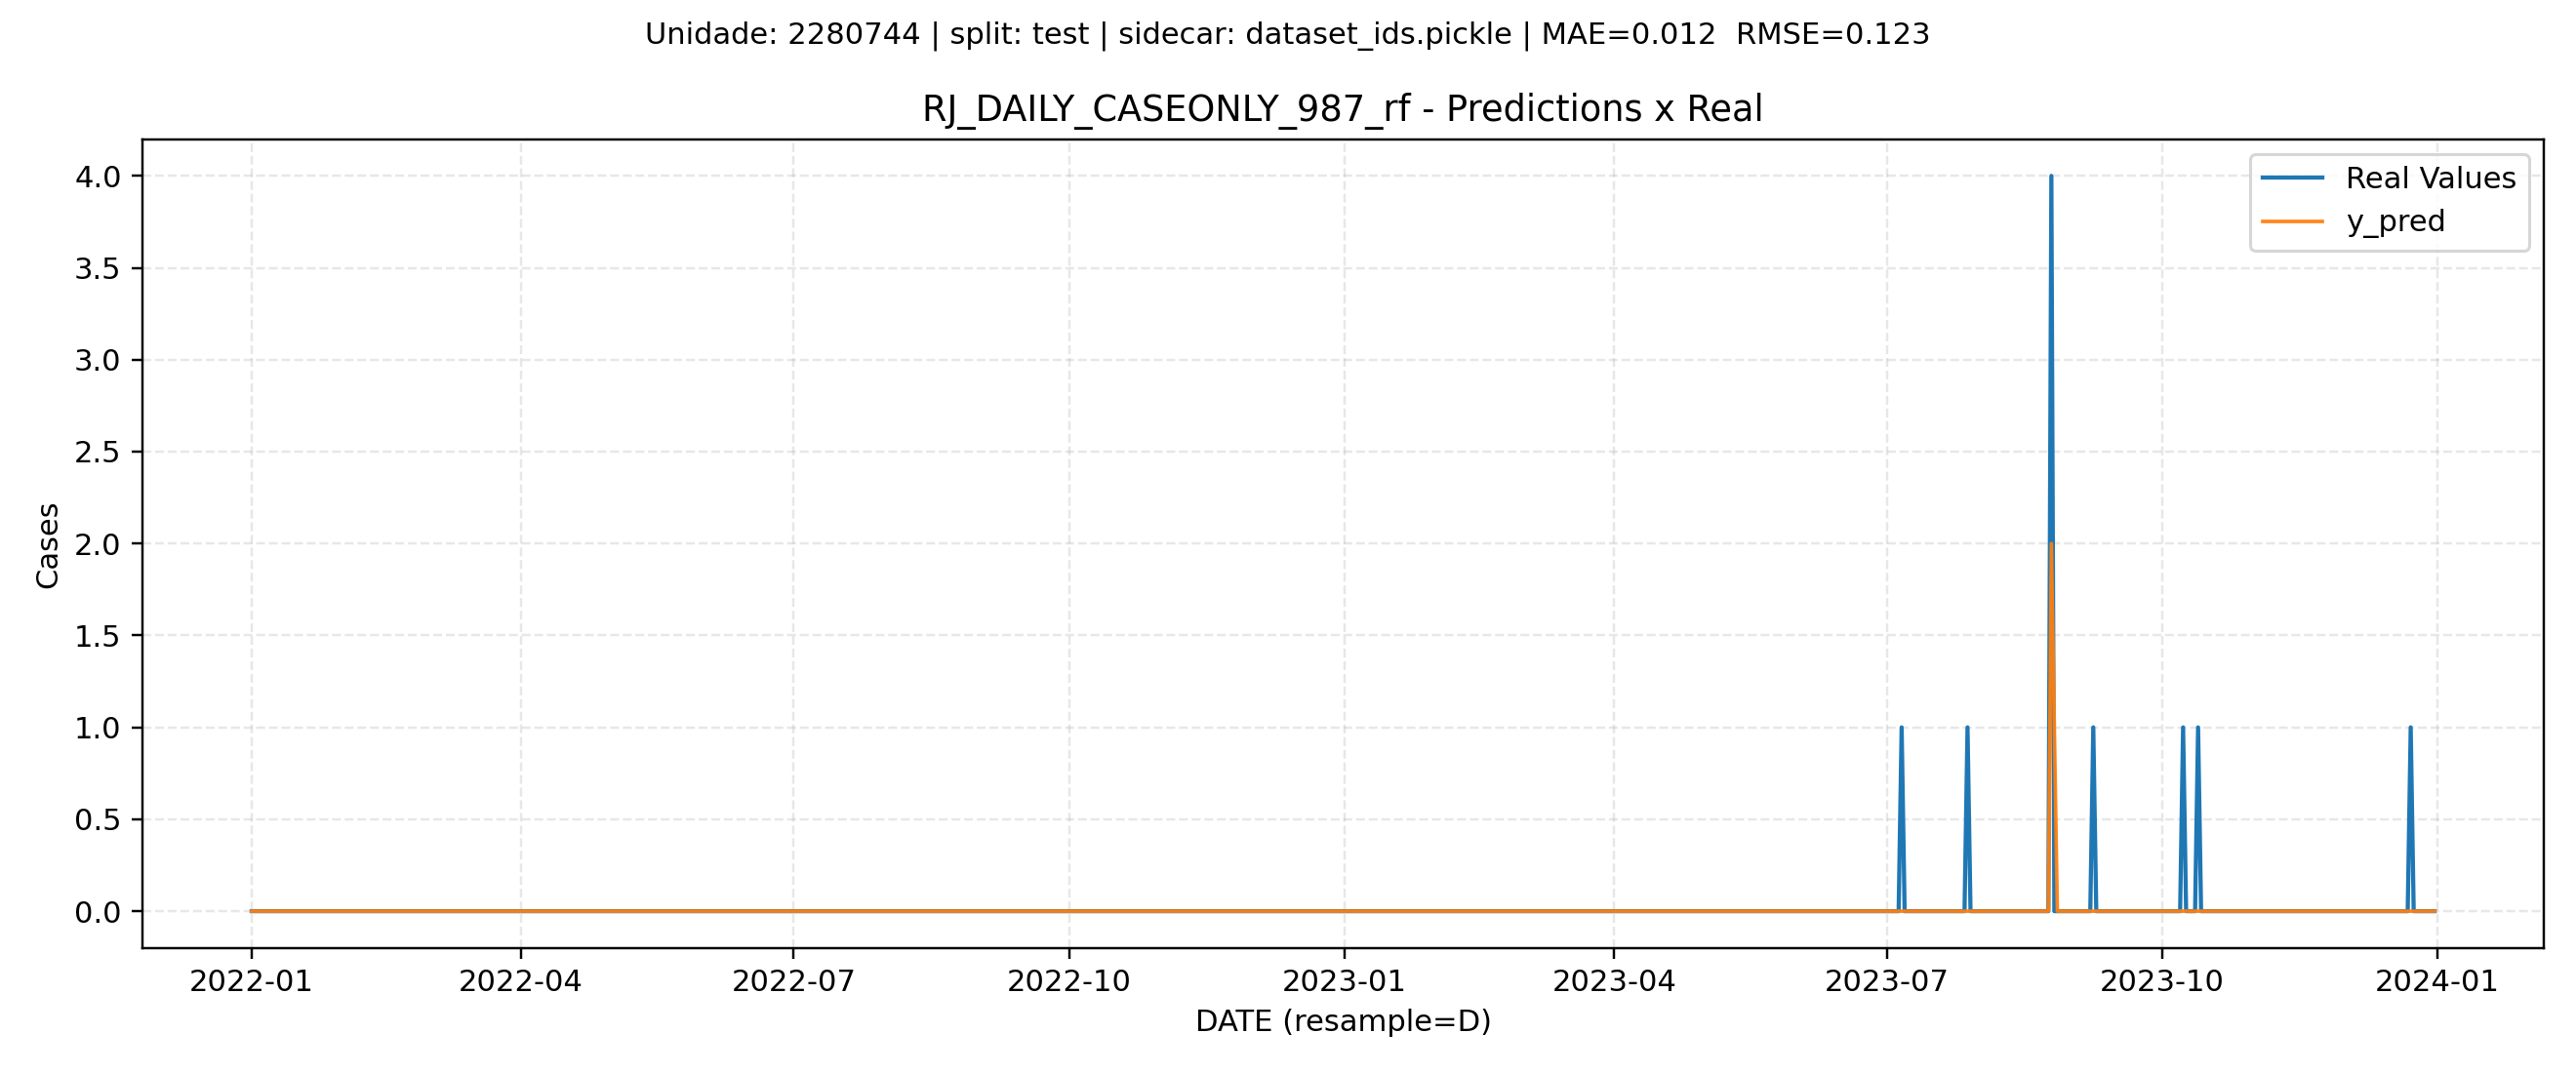 Unidade: 2280744 | split: test | sidecar: dataset_ids.pickle | MAE=0.012  RMSE=0.123
RJ_DAILY_CASEONLY_987_rf - Predictions x Real
Real Values
y_pred
4.0
3.5
3.0
2.5
2.0
1.5
1.0
0.5
0.0
Cases
2022-01 2022-04 2022-07 2022-10 2023-01 2023-04 2023-07 2023-10 2024-01
DATE (resample=D)